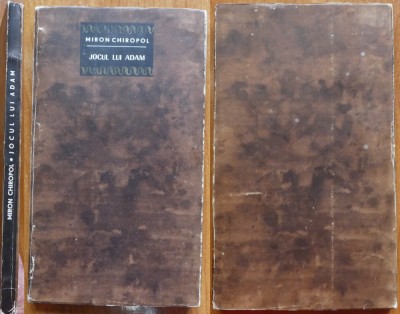 MIRON CHIROPOL ★ JOCUL LUI ADAM
MIRON CHIROPOL
JOCUL LUI ADAM